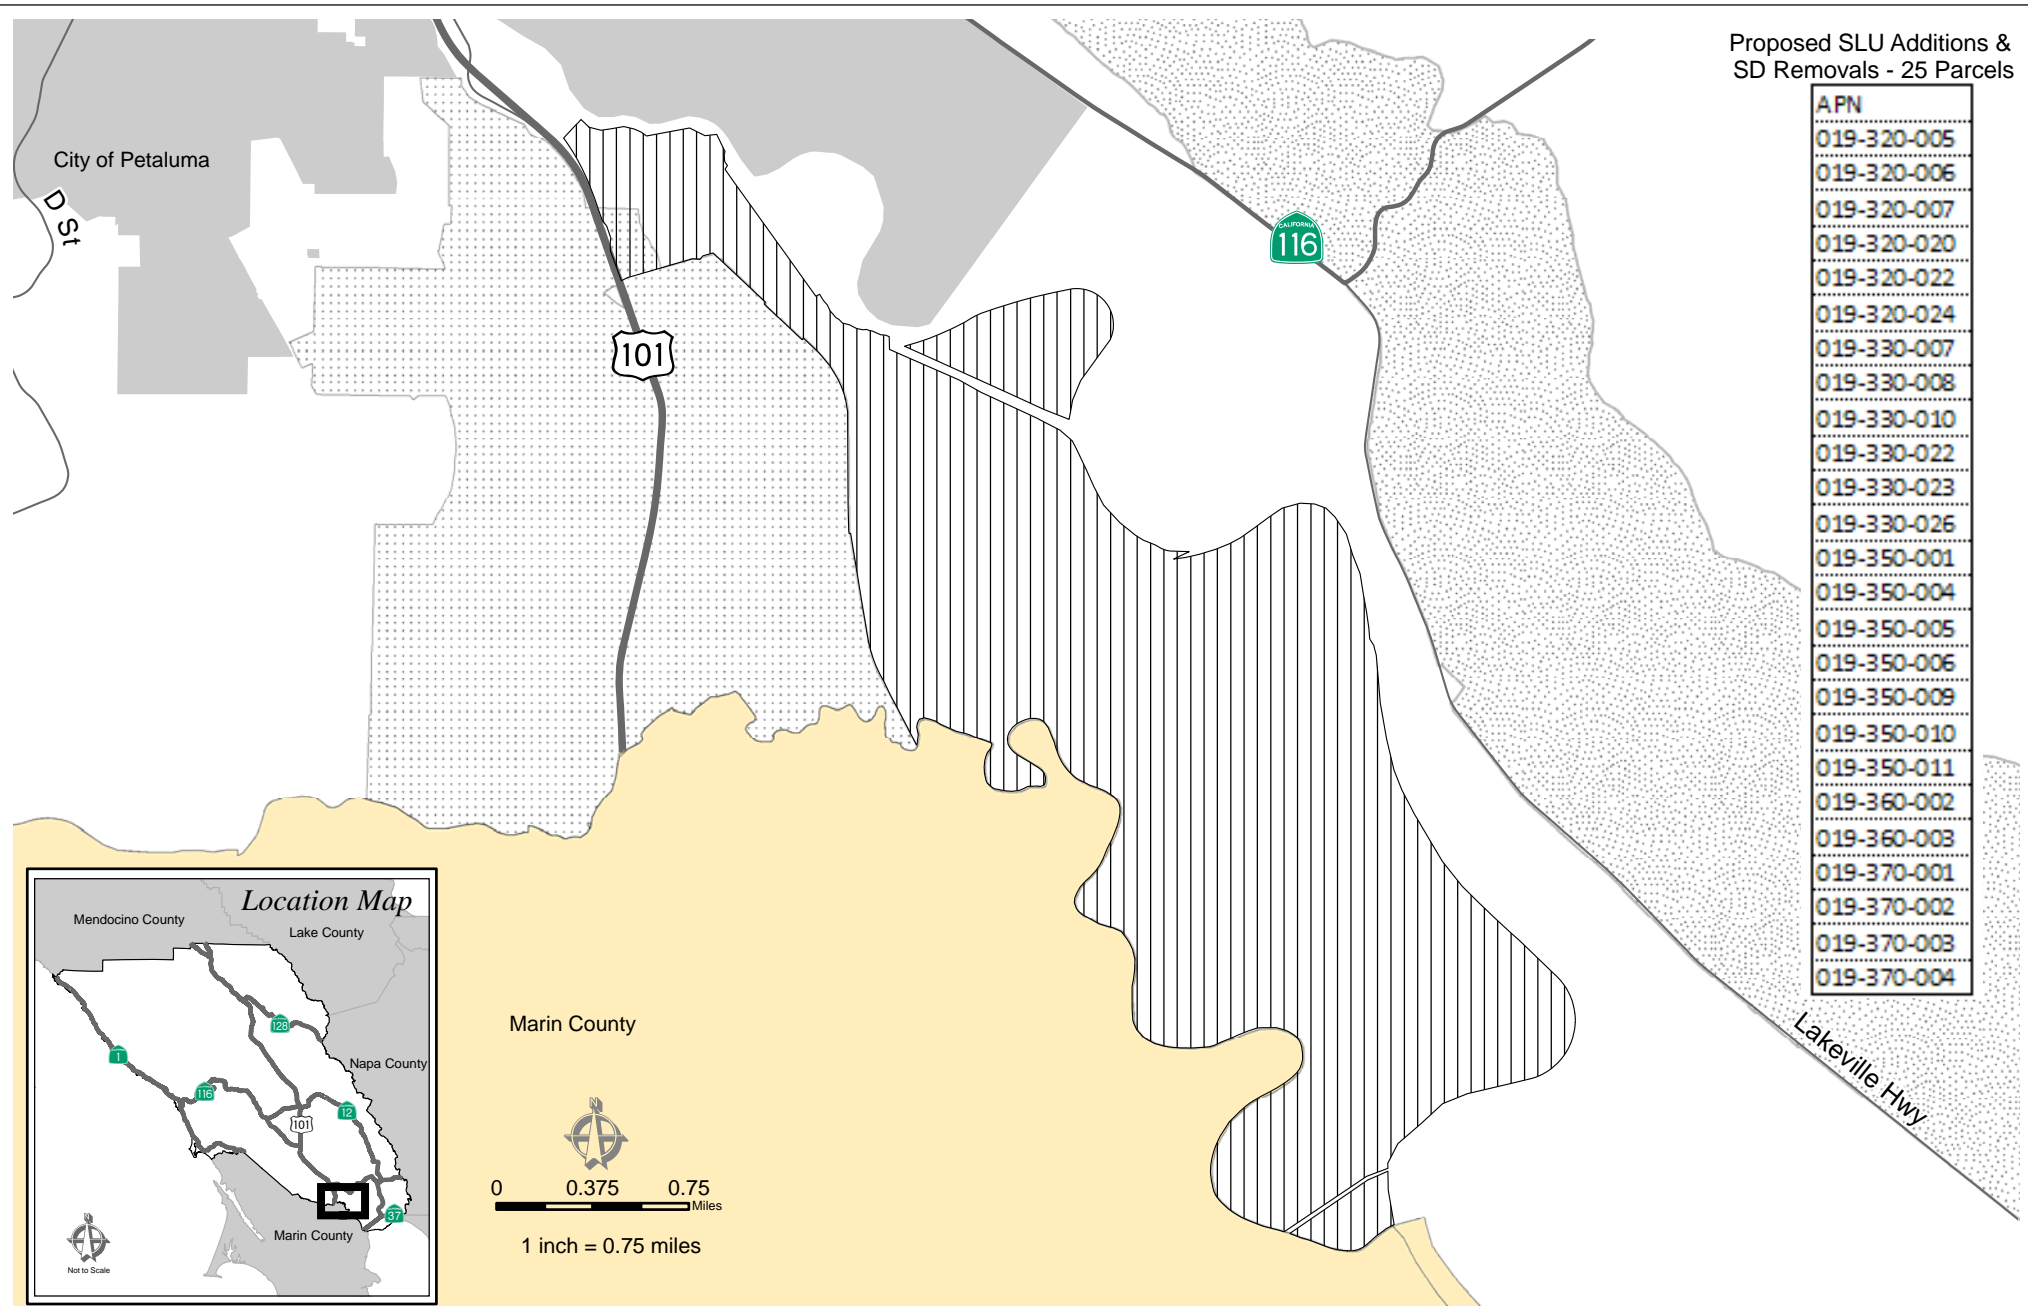 Proposed SLU Additions &
SD Removals - 25 Parcels
APN
019-320-005
019-320-006
019-320-007
019-320-020
019-320-022
019-320-024
019-330-007
019-330-008
019-330-010
019-330-022
019-330-023
019-330-026
019-350-001
019-350-004
019-350-005
019-350-006
019-350-009
019-350-010
019-350-011
019-360-002
019-360-003
019-370-001
019-370-002
019-370-003
019-370-004
City of Petaluma
D St
CALIFORNIA
116
101
Lakeville Hwy
Marin County
N
0 0.375 0.75
Miles
1 inch = 0.75 miles
Location Map
Mendocino County
Lake County
128
1
Napa County
116
12
101
37
Marin County
N
Not to Scale